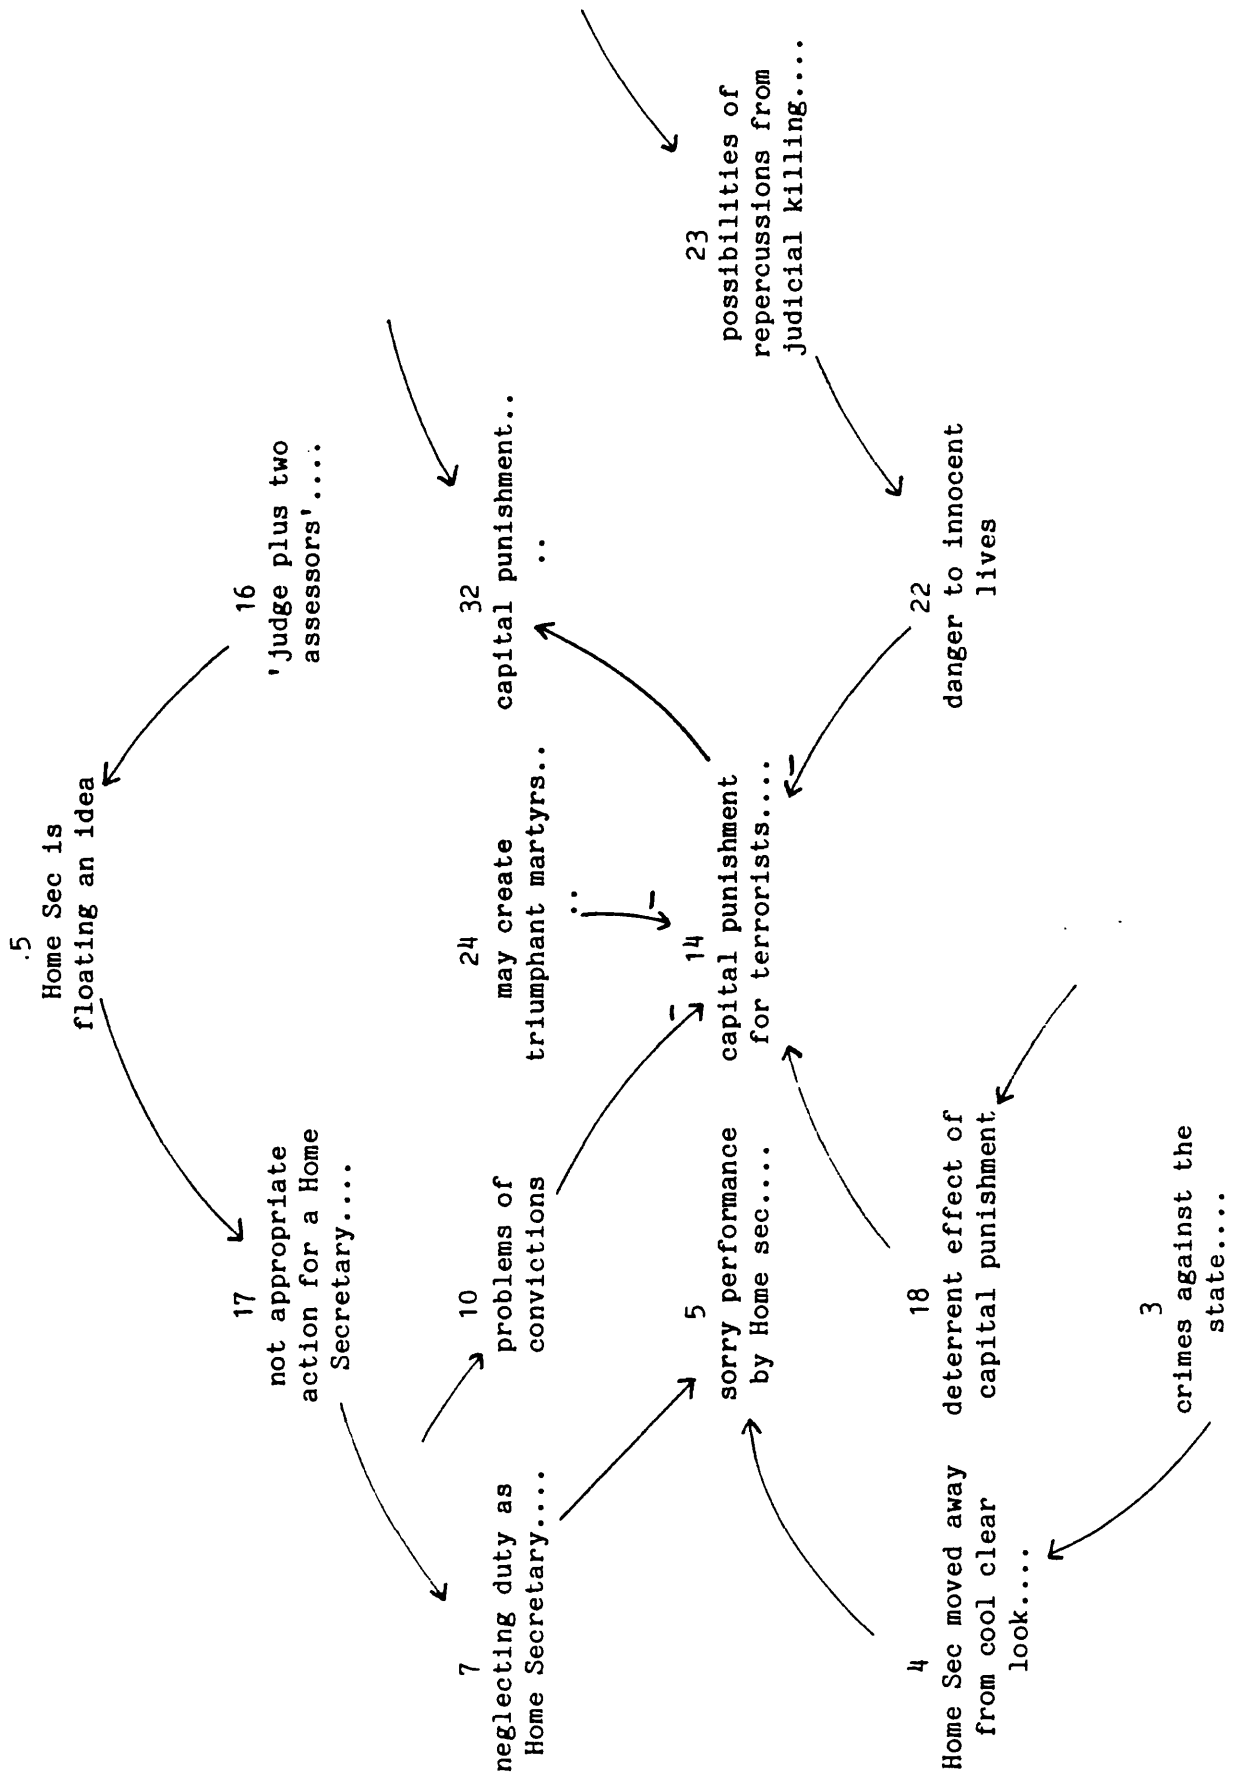 .5
Home Sec is
floating an idea
17
not appropriate
action for a Home
Secretary....
16
'judge plus two
assessors'....
7
neglecting duty as
Home Secretary....
10
problems of
convictions
24
may create
triumphant martyrs..
..
32
capital punishment..
..
5
sorry performance
by Home sec....
-
-
14
capital punishment
for terrorists....
-
23
possibilities of
repercussions from
judicial killing....
4
Home Sec moved away
from cool clear
look....
18
deterrent effect of
capital punishment
22
danger to innocent
lives
3
crimes against the
state....